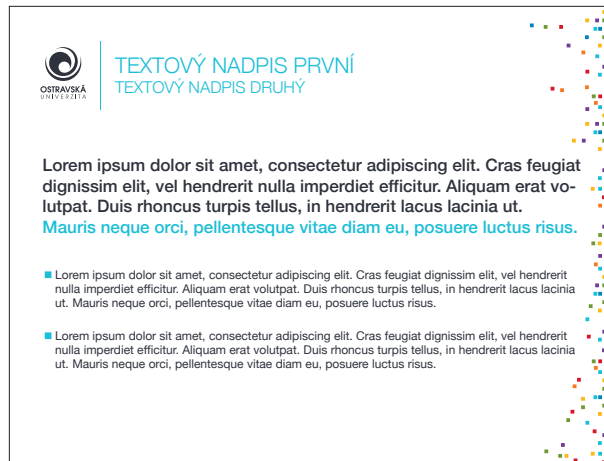 OSTRAVSKÁ
UNIVERZITA
TEXTOVÝ NADPIS PRVNÍ
TEXTOVÝ NADPIS DRUHÝ
Lorem ipsum dolor sit amet, consectetur adipiscing elit. Cras feugiat
dignissim elit, vel hendrerit nulla imperdiet efficitur. Aliquam erat vo-
lutpat. Duis rhoncus turpis tellus, in hendrerit lacus lacinia ut.
Mauris neque orci, pellentesque vitae diam eu, posuere luctus risus.
Lorem ipsum dolor sit amet, consectetur adipiscing elit. Cras feugiat dignissim elit, vel hendrerit
nulla imperdiet efficitur. Aliquam erat volutpat. Duis rhoncus turpis tellus, in hendrerit lacus lacinia
ut. Mauris neque orci, pellentesque vitae diam eu, posuere luctus risus.
Lorem ipsum dolor sit amet, consectetur adipiscing elit. Cras feugiat dignissim elit, vel hendrerit
nulla imperdiet efficitur. Aliquam erat volutpat. Duis rhoncus turpis tellus, in hendrerit lacus lacinia
ut. Mauris neque orci, pellentesque vitae diam eu, posuere luctus risus.